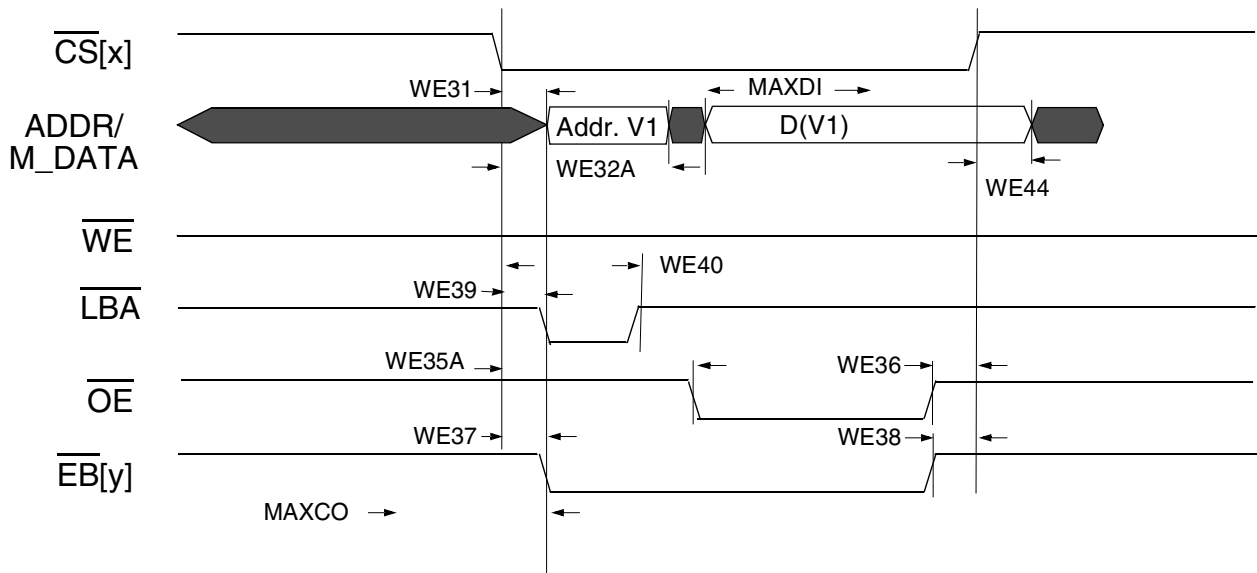 CS[x]
WE31
MAXDI
ADDR/
M_DATA
Addr. V1
D(V1)
WE32A
WE44
WE
WE40
WE39
LBA
WE35A
WE36
OE
WE37
WE38
EB[y]
MAXCO